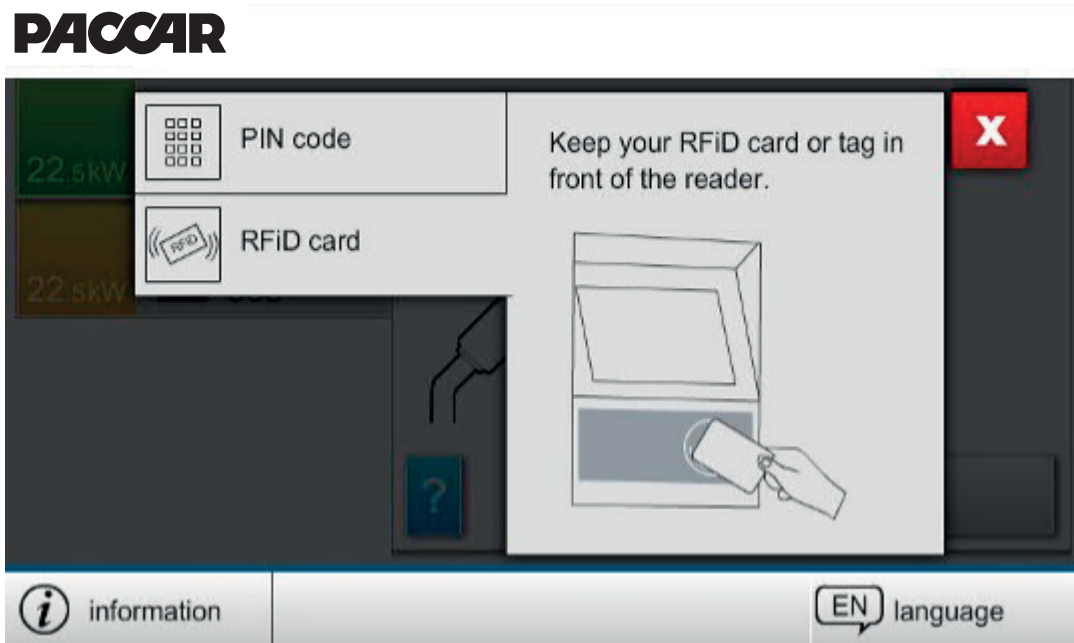 PACCAR
22.5kW
PIN code
RFiD card
RFiD
22.5kW
Keep your RFiD card or tag in
front of the reader.
X
?
i information
EN language